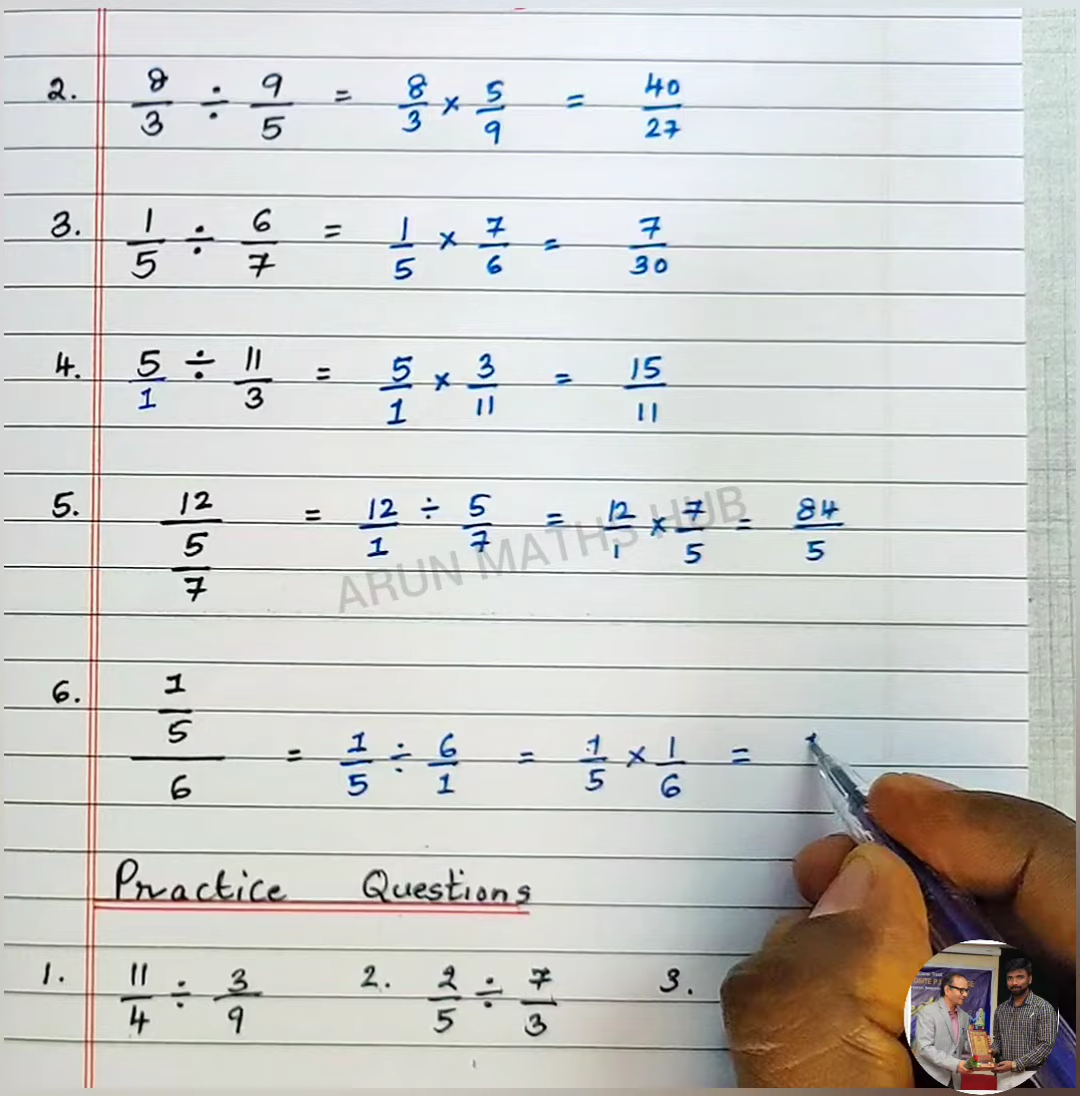 2. 8/3 ÷ 9/5 = 8/3 × 5/9 = 40/27
3. 1/5 ÷ 6/7 = 1/5 × 7/6 = 7/30
4. 5/1 ÷ 11/3 = 5/1 × 3/11 = 15/11
5. 12/(5/7) = 12/1 ÷ 5/7 = 12/1 × 7/5 = 84/5
ARUN MATHS HUB
6. (1/5)/6 = 1/5 ÷ 6/1 = 1/5 × 1/6 =
Practice Questions
1. 11/4 ÷ 3/9 2. 2/5 ÷ 7/3 3.